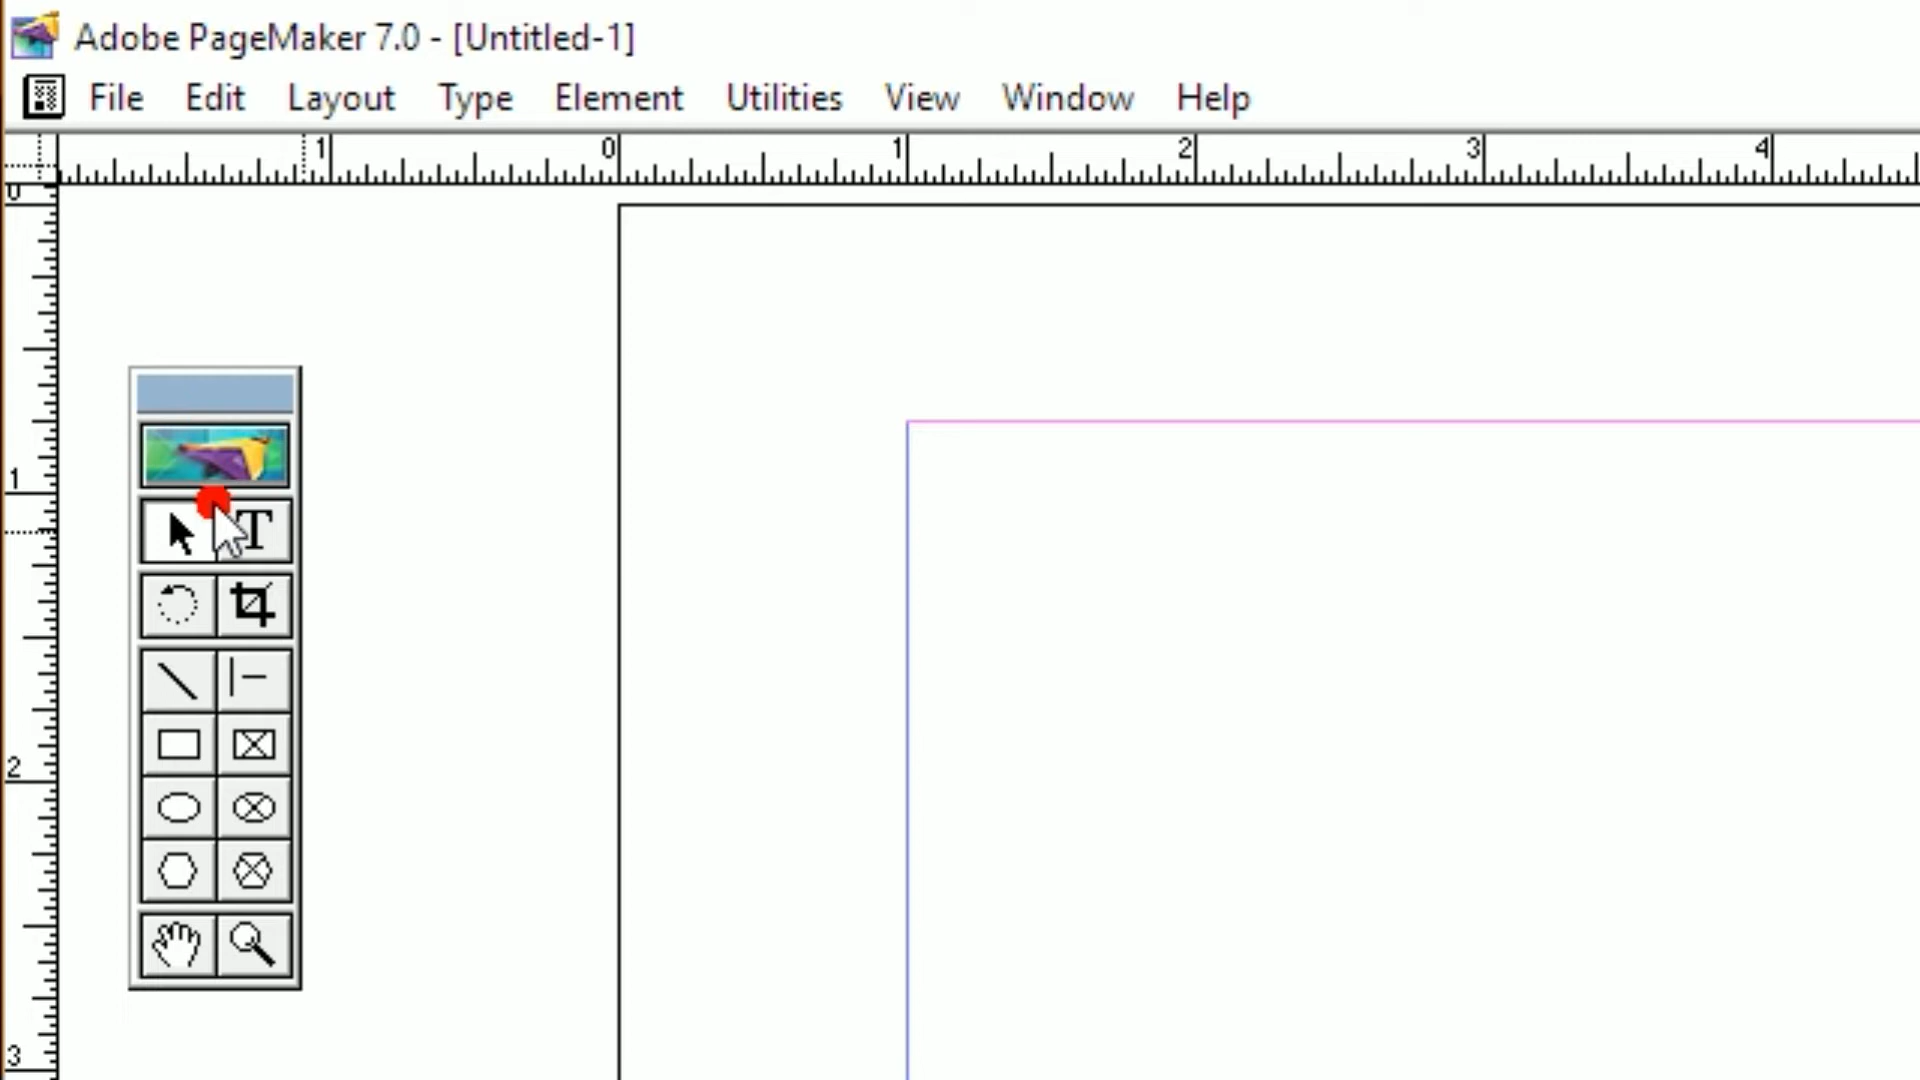 Adobe PageMaker 7.0 - [Untitled-1]
File Edit Layout Type Element Utilities View Window Help
1 0 1 2 3 4
0
1
T
2
3